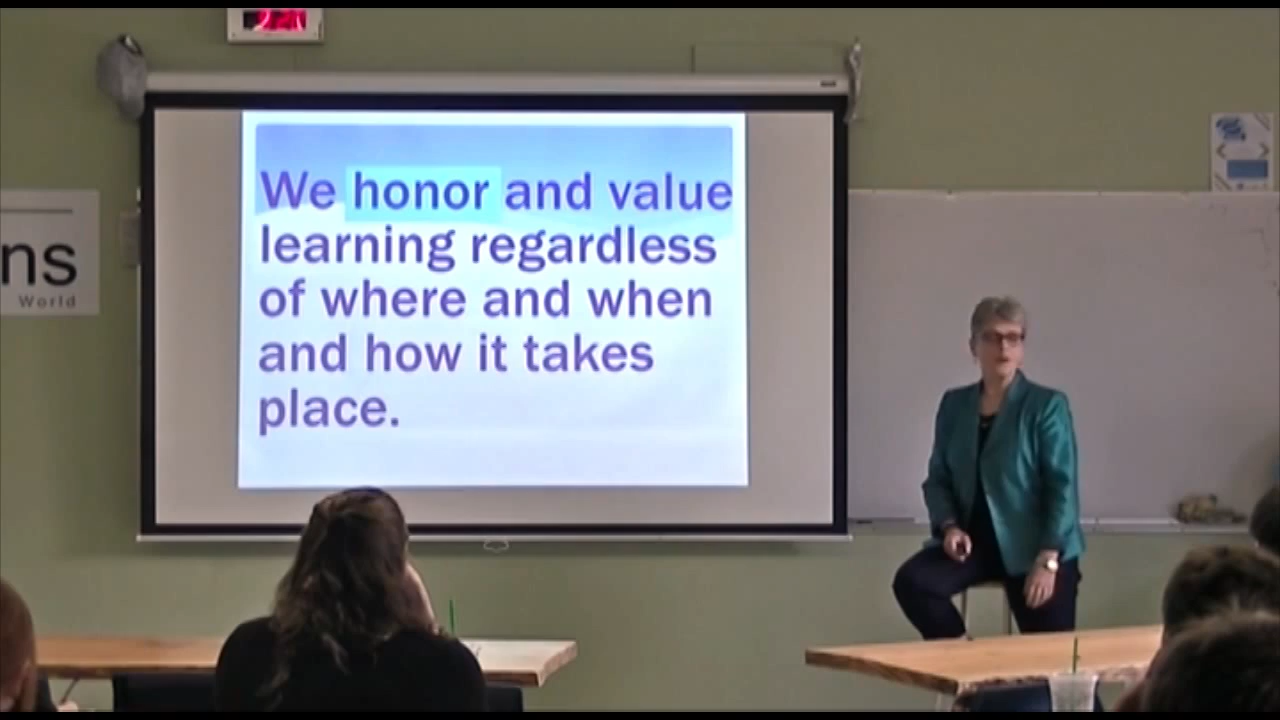 We honor and value
learning regardless
of where and when
and how it takes
place.
ns
World